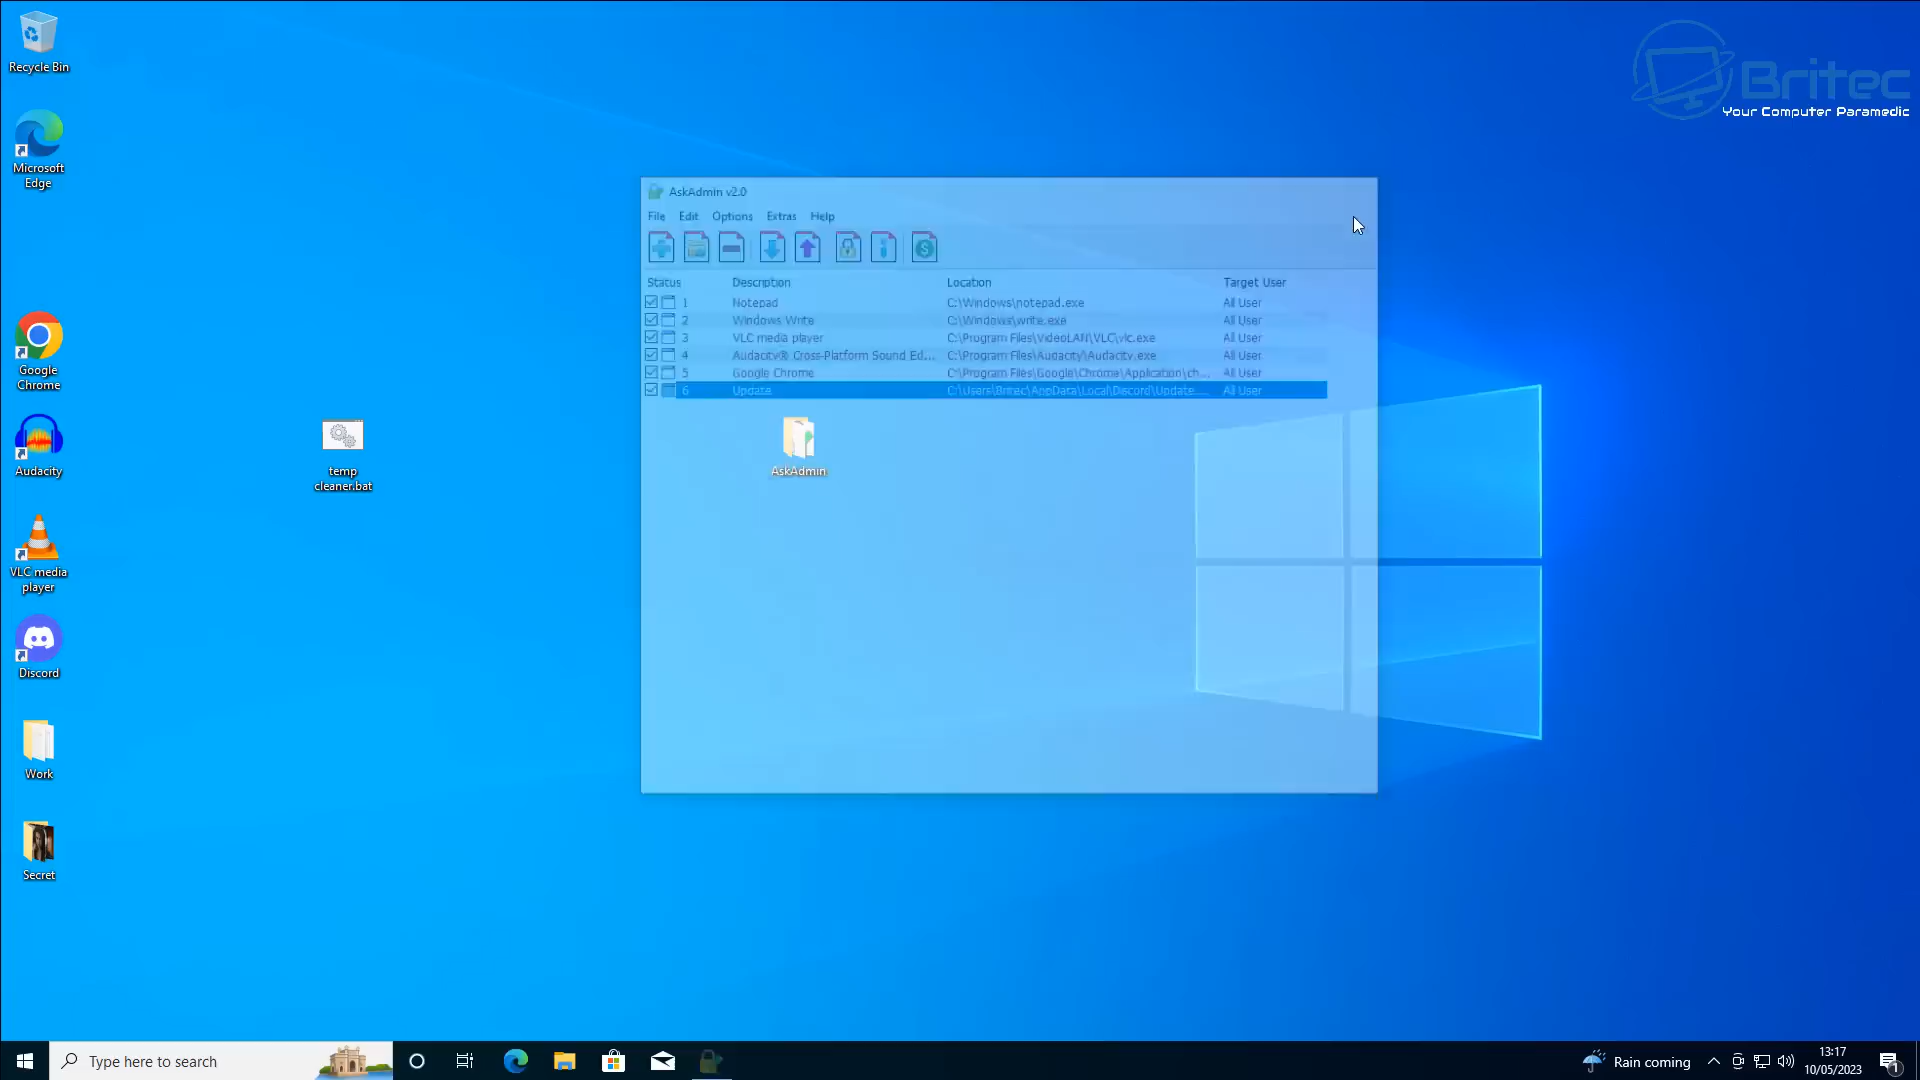 Recycle Bin
Britec
Your Computer Paramedic
Microsoft
Edge
AskAdmin v2.0
File Edit Options Extras Help
Status Description Location Target User
1 Notepad C:\Windows\notepad.exe All User
2 Windows Write C:\Windows\write.exe All User
3 VLC media player C:\Program Files\VideoLAN\VLC\vlc.exe All User
4 Audacity® Cross-Platform Sound Ed... C:\Program Files\Audacity\Audacity.exe All User
5 Google Chrome C:\Program Files\Google\Chrome\Application\ch... All User
6 Update C:\Users\Britec\AppData\Local\Discord\Update.... All User
Google
Chrome
Audacity
temp
cleaner.bat
AskAdmin
VLC media
player
Discord
Work
Secret
Type here to search
Rain coming
13:17
10/05/2023
1